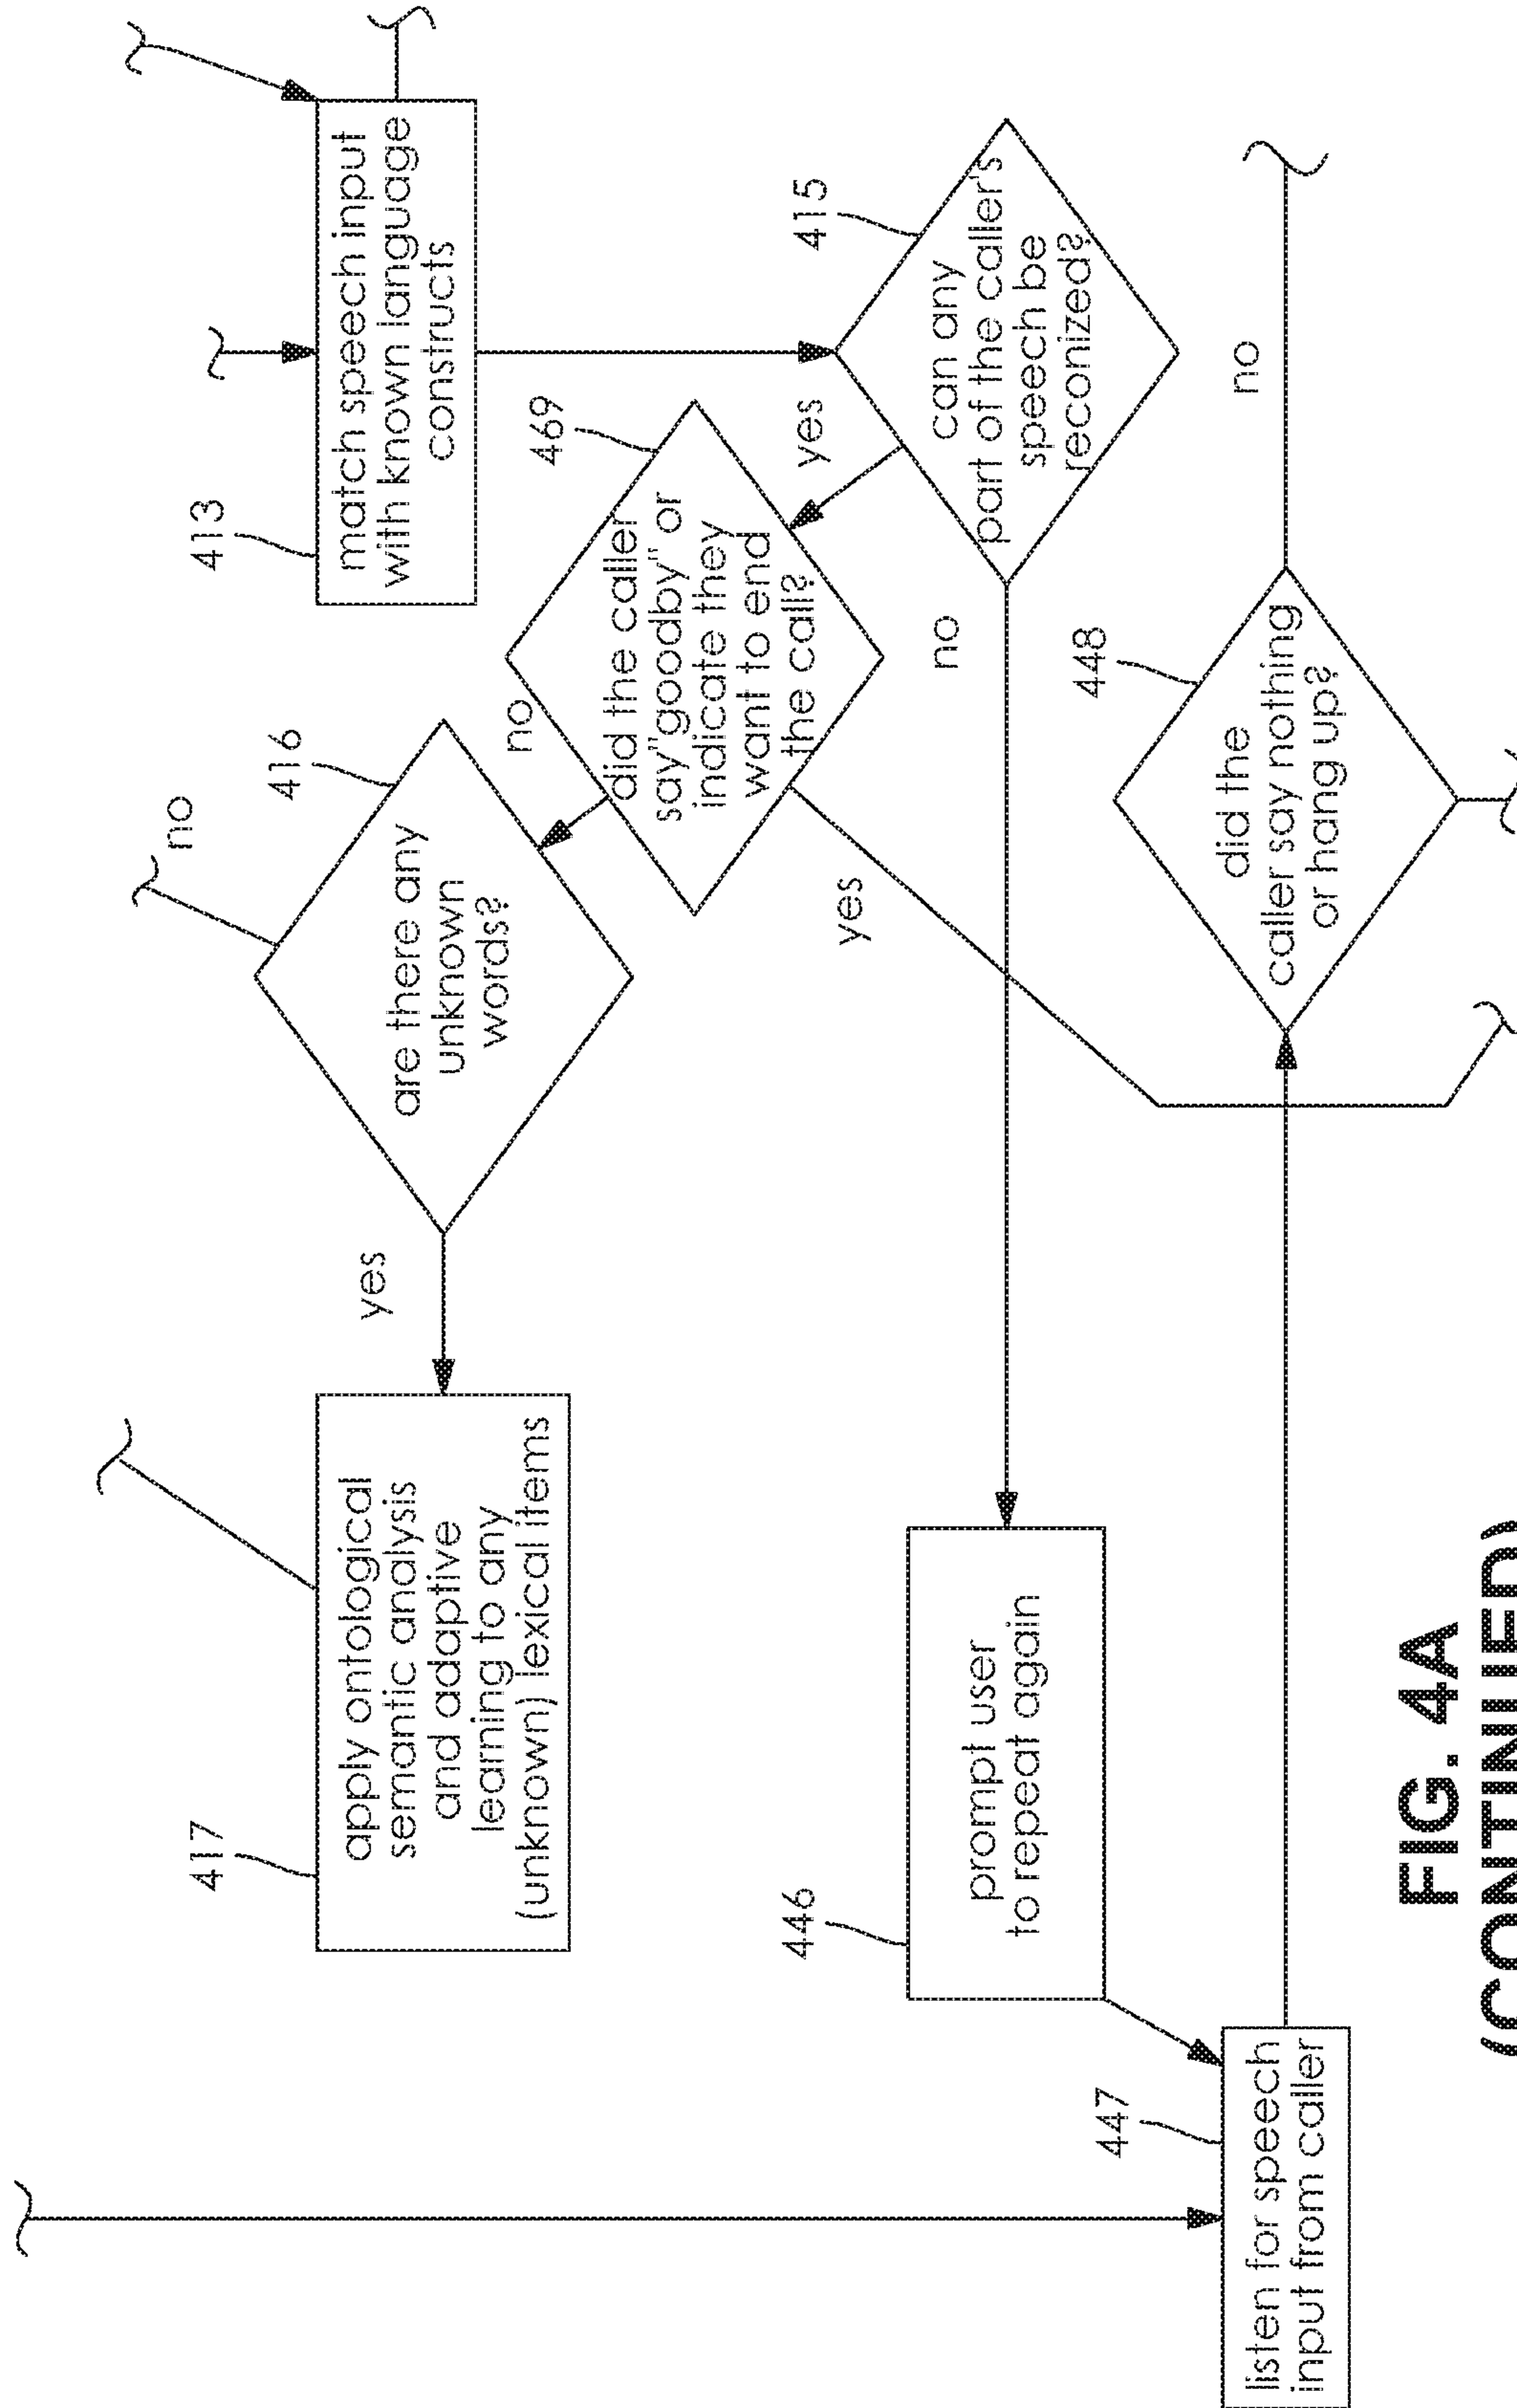 413
match speech input
with known language
constructs
415
can any
part of the caller's
speech be
reconized?
yes
no
469
did the caller
say"goodby" or
indicate they
want to end
the call?
no
yes
416
are there any
unknown
words?
no
yes
417
apply ontological
semantic analysis
and adaptive
learning to any
(unknown) lexical items
446
prompt user
to repeat again
447
listen for speech
input from caller
448
did the
caller say nothing
or hang up?
no
FIG. 4A
(CONTINUED)